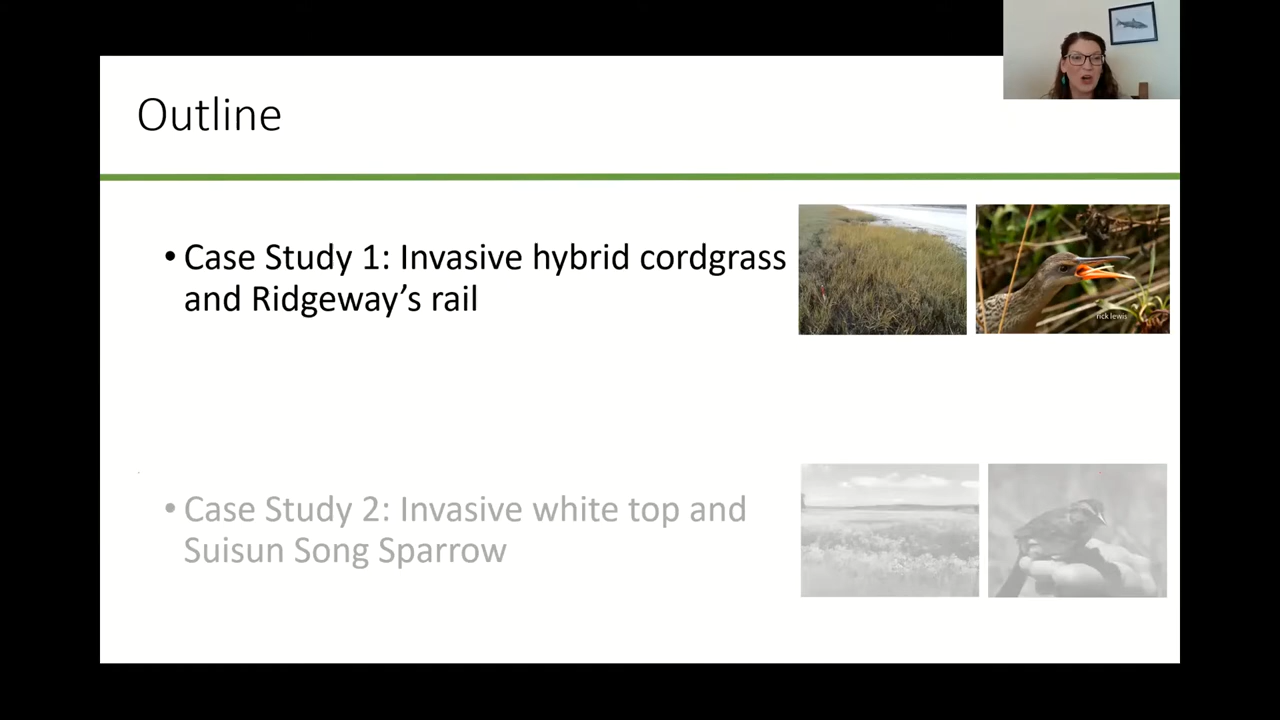 Outline
• Case Study 1: Invasive hybrid cordgrass
and Ridgeway’s rail
rick lewis
• Case Study 2: Invasive white top and
Suisun Song Sparrow